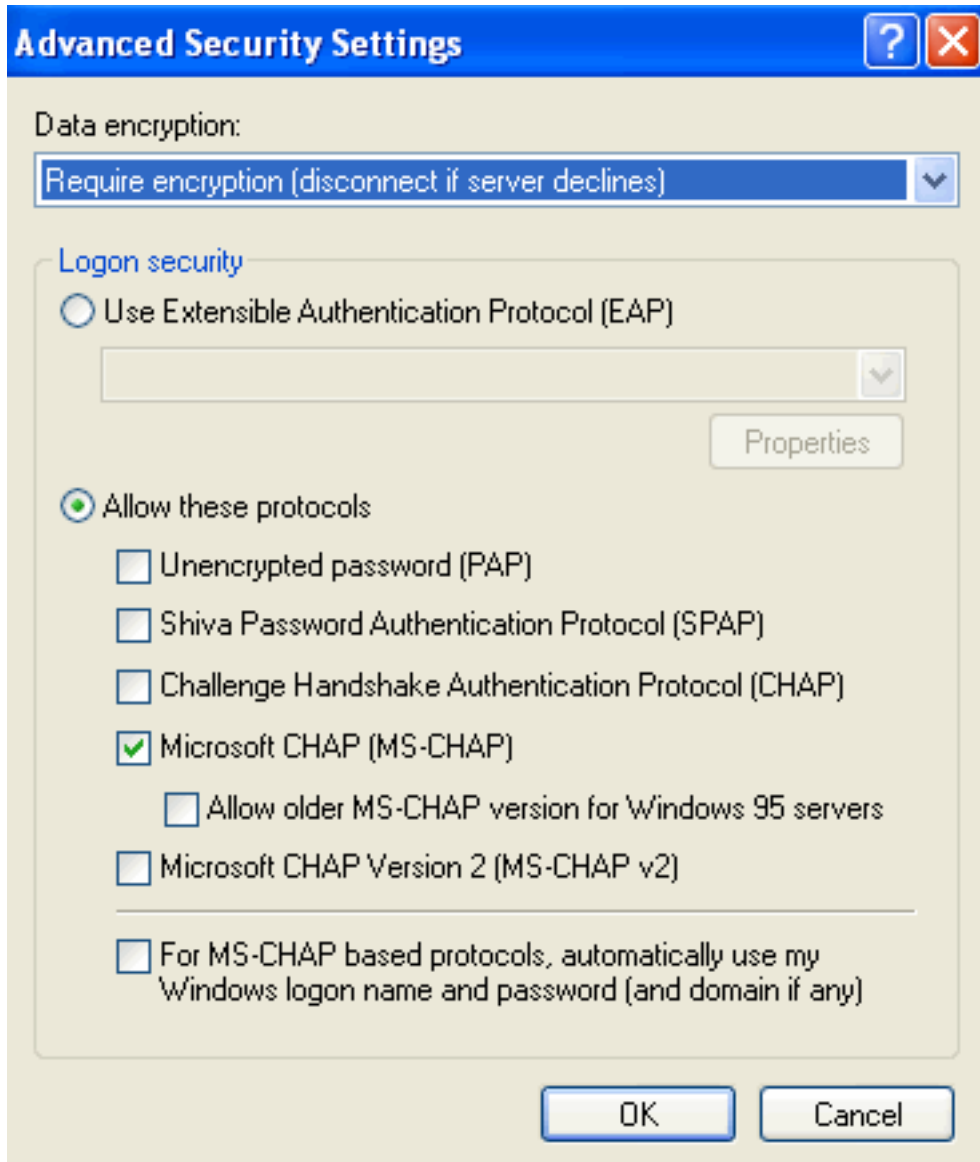 Advanced Security Settings
Data encryption:
Require encryption (disconnect if server declines)
Logon security
Use Extensible Authentication Protocol (EAP)
Properties
Allow these protocols
Unencrypted password (PAP)
Shiva Password Authentication Protocol (SPAP)
Challenge Handshake Authentication Protocol (CHAP)
Microsoft CHAP (MS-CHAP)
Allow older MS-CHAP version for Windows 95 servers
Microsoft CHAP Version 2 (MS-CHAP v2)
For MS-CHAP based protocols, automatically use my
Windows logon name and password (and domain if any)
OK Cancel